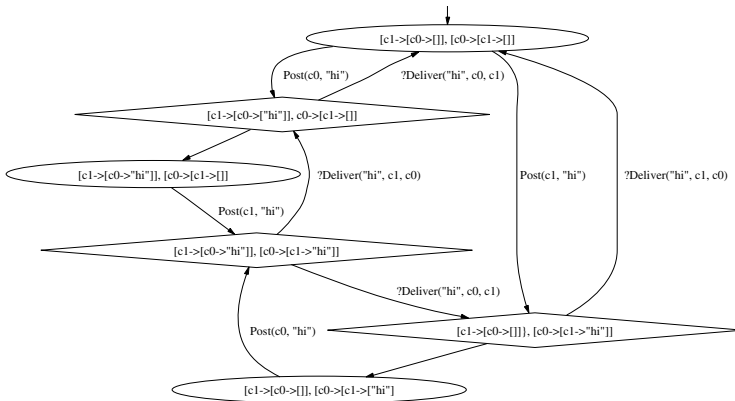 [c1->[c0->[]], [c0->[c1->[]]
Post(c0, "hi")
?Deliver("hi", c0, c1)
[c1->[c0->["hi"]], c0->[c1->[]]
[c1->[c0->"hi"]], [c0->[c1->[]]
?Deliver("hi", c1, c0)
Post(c1, "hi")
?Deliver("hi", c1, c0)
Post(c1, "hi")
[c1->[c0->"hi"]], [c0->[c1->"hi"]]
?Deliver("hi", c0, c1)
Post(c0, "hi")
[c1->[c0->[]]}, [c0->[c1->"hi"]]
[c1->[c0->[]], [c0->[c1->["hi"]